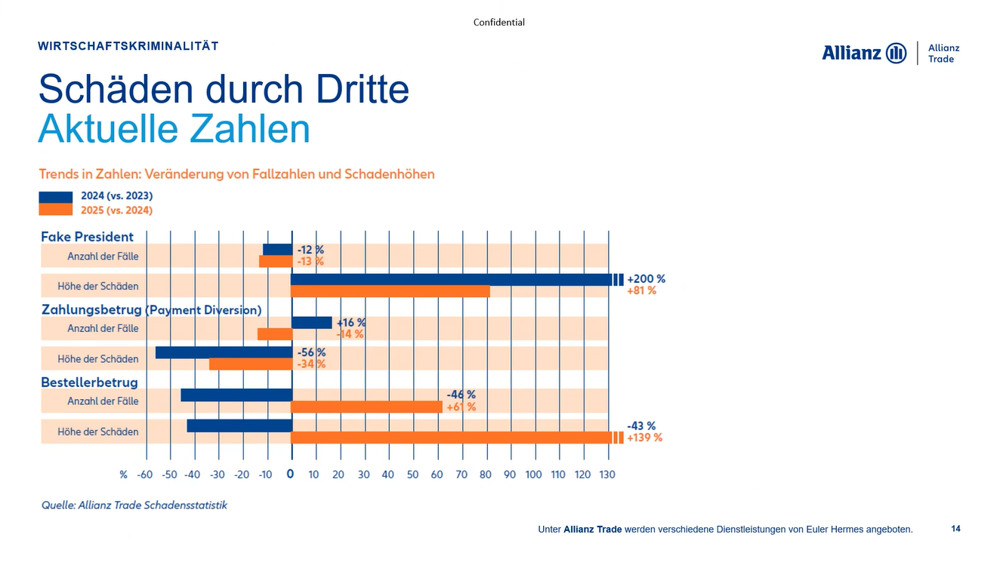 Confidential
WIRTSCHAFTSKRIMINALITÄT
Allianz
Allianz
Trade
Schäden durch Dritte
Aktuelle Zahlen
Trends in Zahlen: Veränderung von Fallzahlen und Schadenhöhen
2024 (vs. 2023)
2025 (vs. 2024)
Fake President
Anzahl der Fälle
-12 %
-13 %
Höhe der Schäden
+200 %
+81 %
Zahlungsbetrug (Payment Diversion)
Anzahl der Fälle
+16 %
-14 %
Höhe der Schäden
-56 %
-34 %
Bestellerbetrug
Anzahl der Fälle
-46 %
+61 %
Höhe der Schäden
-43 %
+139 %
% -60 -50 -40 -30 -20 -10 0 10 20 30 40 50 60 70 80 90 100 110 120 130
Quelle: Allianz Trade Schadensstatistik
Unter Allianz Trade werden verschiedene Dienstleistungen von Euler Hermes angeboten.
14